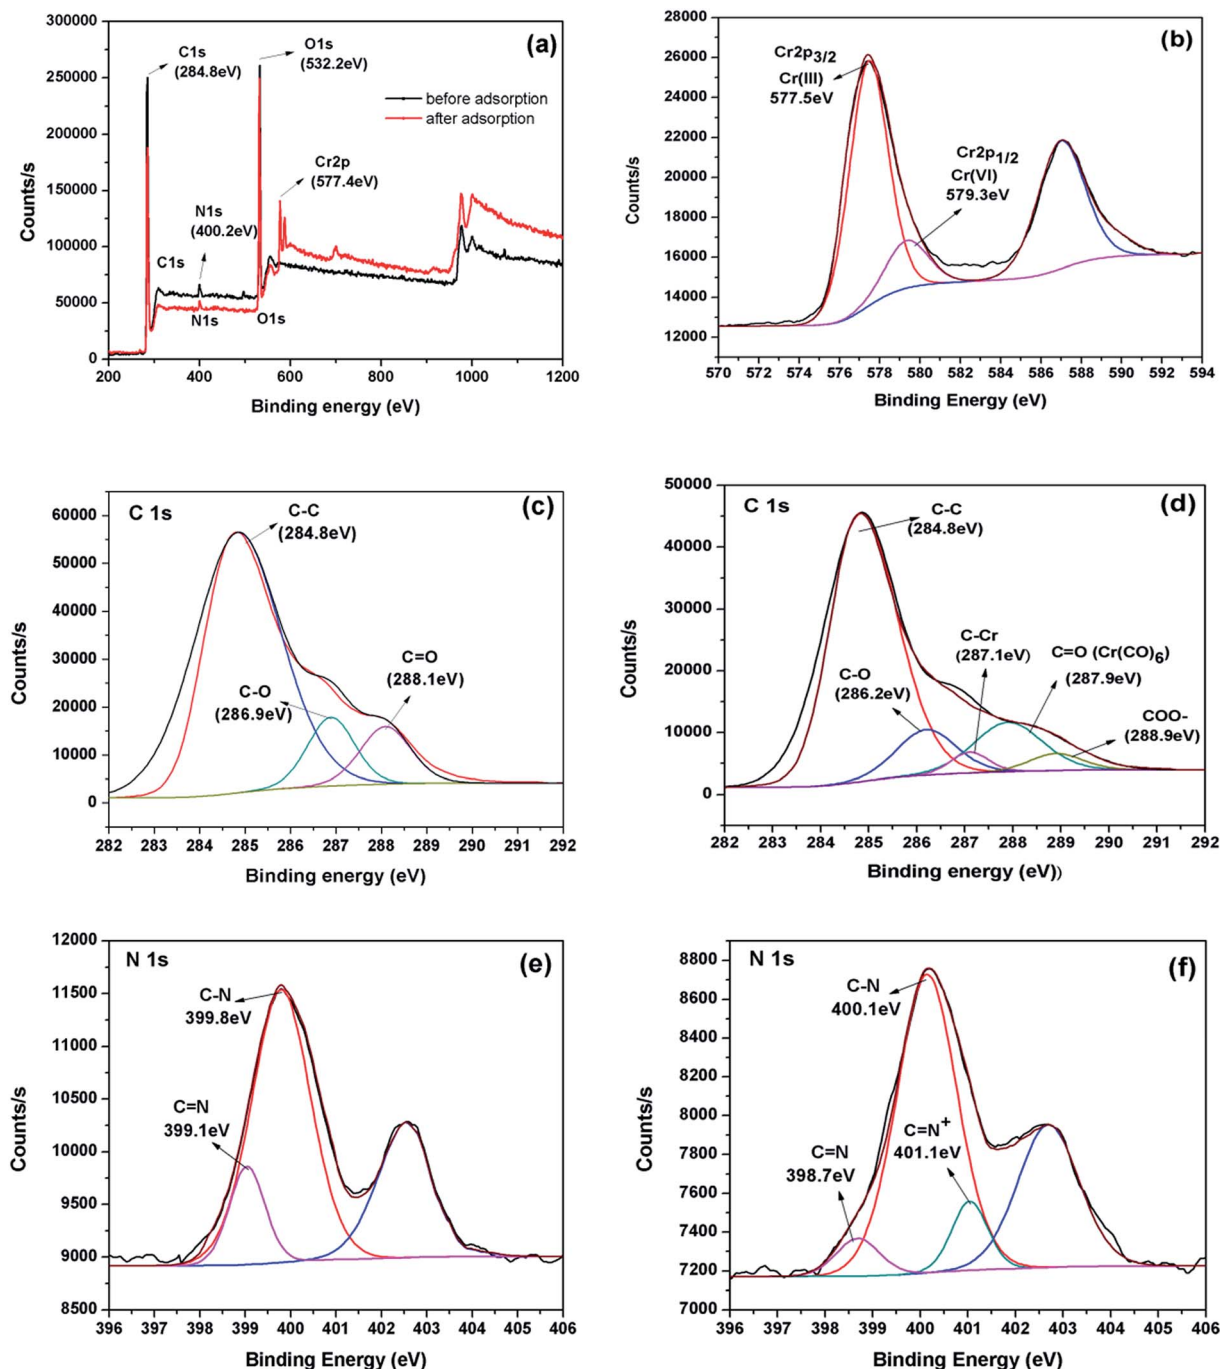 (a)
C1s
(284.8eV)
O1s
(532.2eV)
before adsorption
after adsorption
Cr2p
(577.4eV)
N1s
(400.2eV)
C1s
N1s
O1s
300000
250000
200000
150000
100000
50000
0
200 400 600 800 1000 1200
Counts/s
Binding energy (eV)
(b)
Cr2p3/2
Cr(III)
577.5eV
Cr2p1/2
Cr(VI)
579.3eV
28000
26000
24000
22000
20000
18000
16000
14000
12000
570 572 574 576 578 580 582 584 586 588 590 592 594
Counts/s
Binding Energy (eV)
C 1s
(c)
C-C
(284.8eV)
C=O
(288.1eV)
C-O
(286.9eV)
60000
50000
40000
30000
20000
10000
0
282 283 284 285 286 287 288 289 290 291 292
Counts/s
Binding energy (eV)
C 1s
(d)
C-C
(284.8eV)
C-Cr
(287.1eV)
C=O (Cr(CO)6)
(287.9eV)
C-O
(286.2eV)
COO-
(288.9eV)
50000
40000
30000
20000
10000
0
282 283 284 285 286 287 288 289 290 291 292
Counts/s
Binding energy (eV))
N 1s
(e)
C-N
399.8eV
C=N
399.1eV
12000
11500
11000
10500
10000
9500
9000
8500
396 397 398 399 400 401 402 403 404 405 406
Counts/s
Binding Energy (eV)
N 1s
(f)
C-N
400.1eV
C=N+
401.1eV
C=N
398.7eV
8800
8600
8400
8200
8000
7800
7600
7400
7200
7000
396 397 398 399 400 401 402 403 404 405 406
Counts/s
Binding Energy (eV)